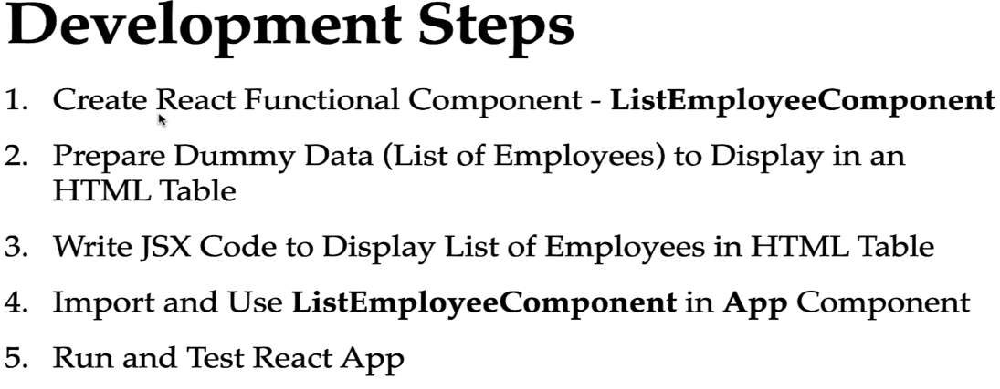 Development Steps
1. Create React Functional Component - ListEmployeeComponent
2. Prepare Dummy Data (List of Employees) to Display in an
HTML Table
3. Write JSX Code to Display List of Employees in HTML Table
4. Import and Use ListEmployeeComponent in App Component
5. Run and Test React App